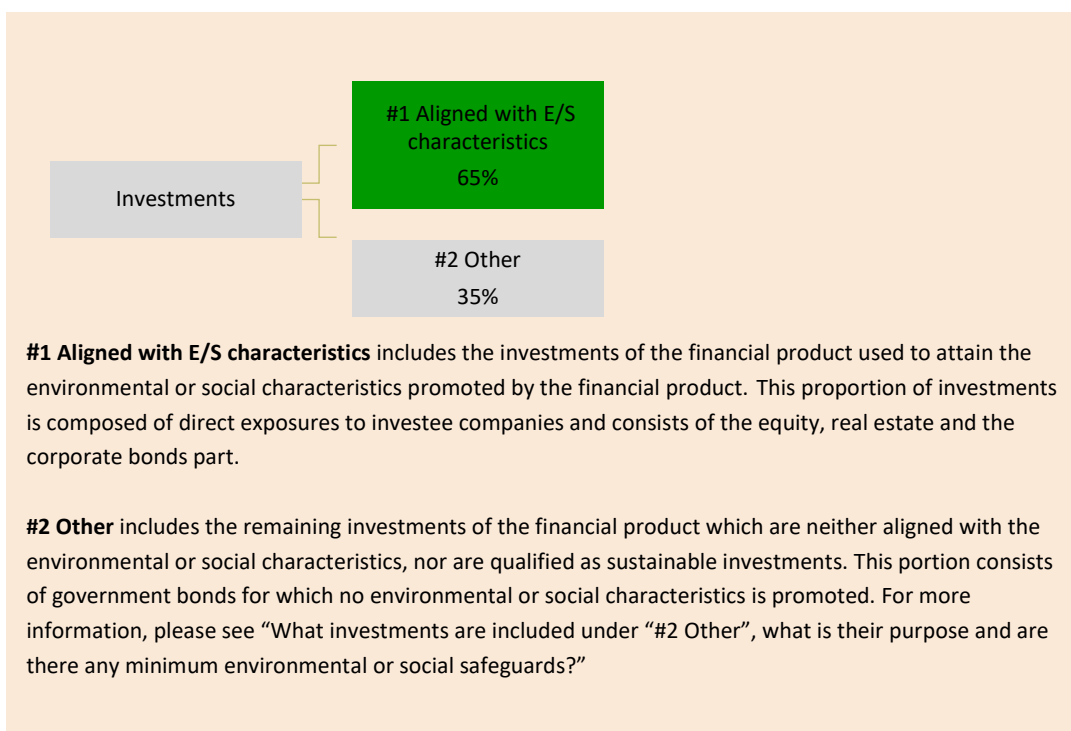 #1 Aligned with E/S
characteristics
65%
Investments
#2 Other
35%
#1 Aligned with E/S characteristics includes the investments of the financial product used to attain the
environmental or social characteristics promoted by the financial product. This proportion of investments
is composed of direct exposures to investee companies and consists of the equity, real estate and the
corporate bonds part.
#2 Other includes the remaining investments of the financial product which are neither aligned with the
environmental or social characteristics, nor are qualified as sustainable investments. This portion consists
of government bonds for which no environmental or social characteristics is promoted. For more
information, please see “What investments are included under “#2 Other”, what is their purpose and are
there any minimum environmental or social safeguards?”